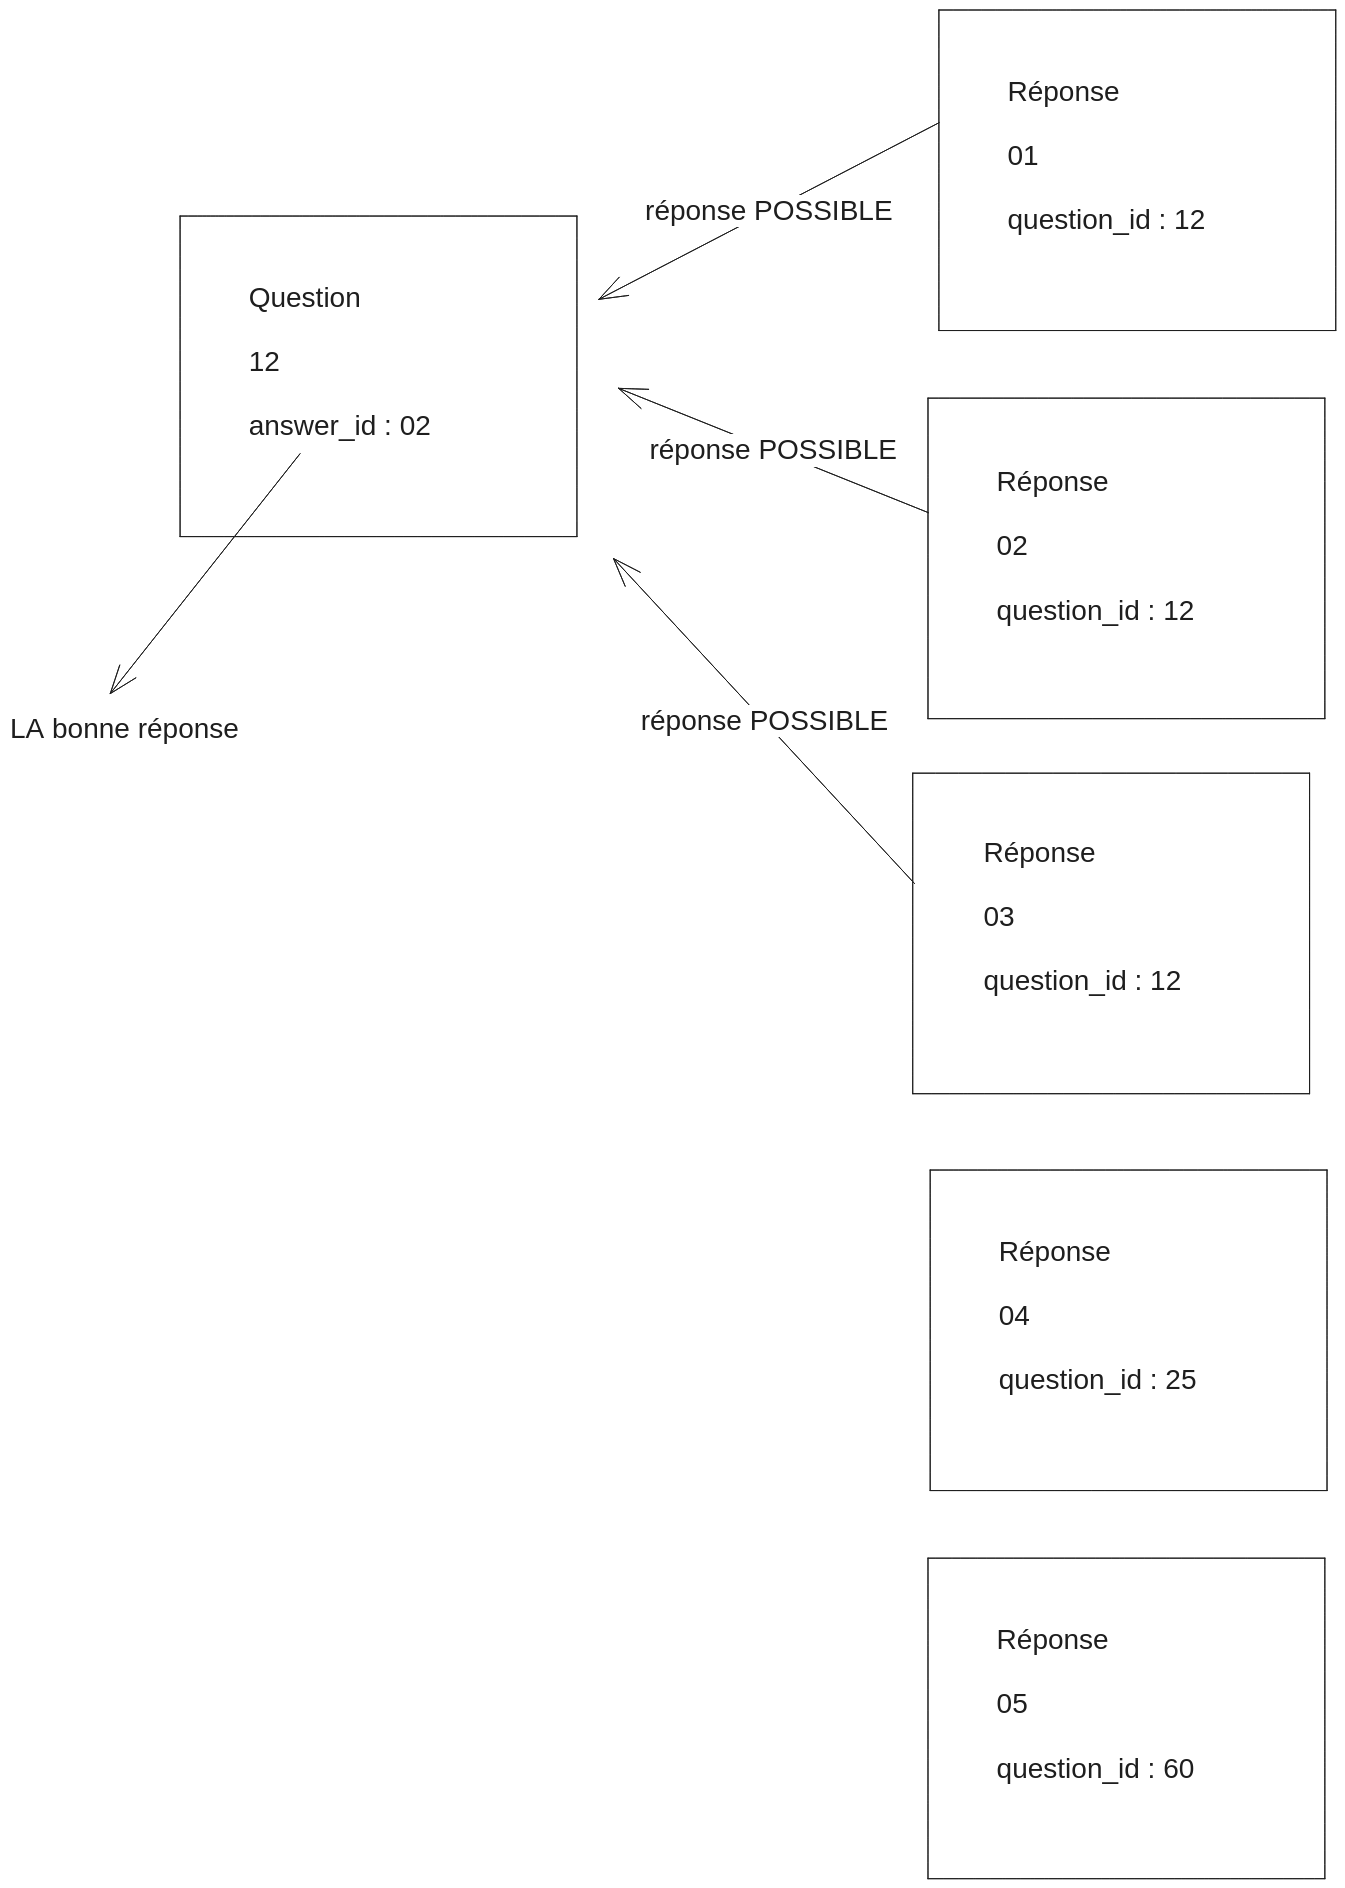 Réponse
01
question_id : 12
réponse POSSIBLE
Question
12
answer_id : 02
réponse POSSIBLE
Réponse
02
question_id : 12
LA bonne réponse
réponse POSSIBLE
Réponse
03
question_id : 12
Réponse
04
question_id : 25
Réponse
05
question_id : 60